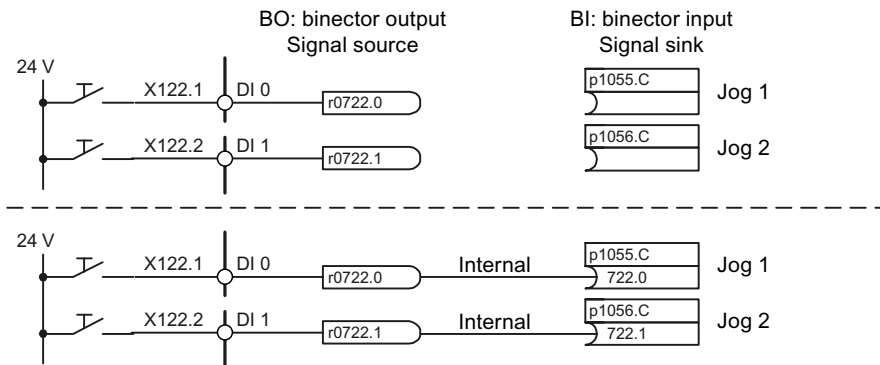 BO: binector output
Signal source
BI: binector input
Signal sink
24 V
X122.1 DI 0 r0722.0 p1055.C Jog 1
X122.2 DI 1 r0722.1 p1056.C Jog 2
24 V
X122.1 DI 0 r0722.0 Internal p1055.C 722.0 Jog 1
X122.2 DI 1 r0722.1 Internal p1056.C 722.1 Jog 2